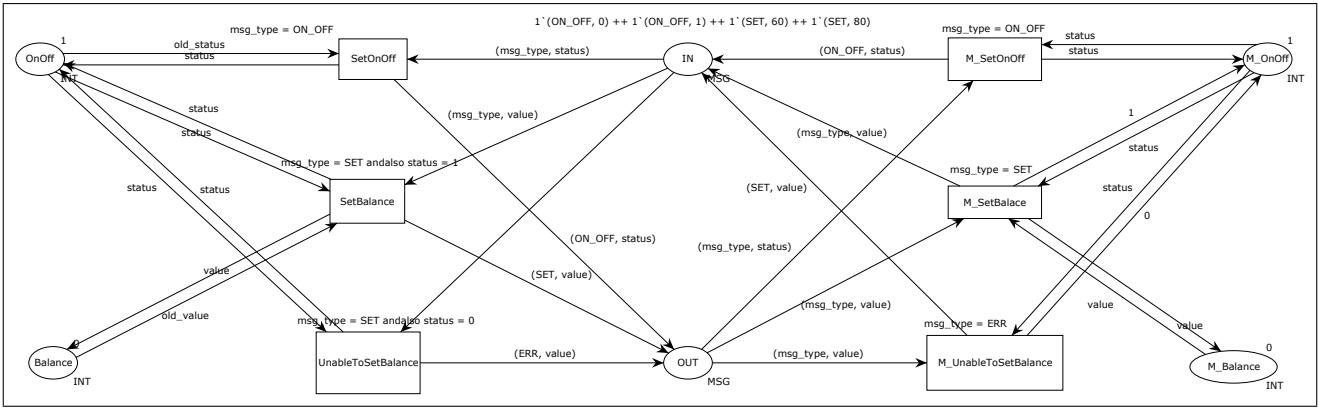 1`(ON_OFF, 0) ++ 1`(ON_OFF, 1) ++ 1`(SET, 60) ++ 1`(SET, 80)
msg_type = ON_OFF
msg_type = ON_OFF
1
old_status
status
(msg_type, status)
(ON_OFF, status)
status
status
1
OnOff
INT
SetOnOff
IN
MSG
M_SetOnOff
M_OnOff
INT
status
status
(msg_type, value)
(msg_type, value)
1
status
msg_type = SET andalso status = 1
msg_type = SET
status
status
(SET, value)
status
SetBalance
M_SetBalace
0
(ON_OFF, status)
(msg_type, status)
value
(SET, value)
old_value
(msg_type, value)
value
value
msg_type = SET andalso status = 0
msg_type = ERR
0
0
Balance
INT
UnableToSetBalance
(ERR, value)
OUT
MSG
(msg_type, value)
M_UnableToSetBalance
M_Balance
INT